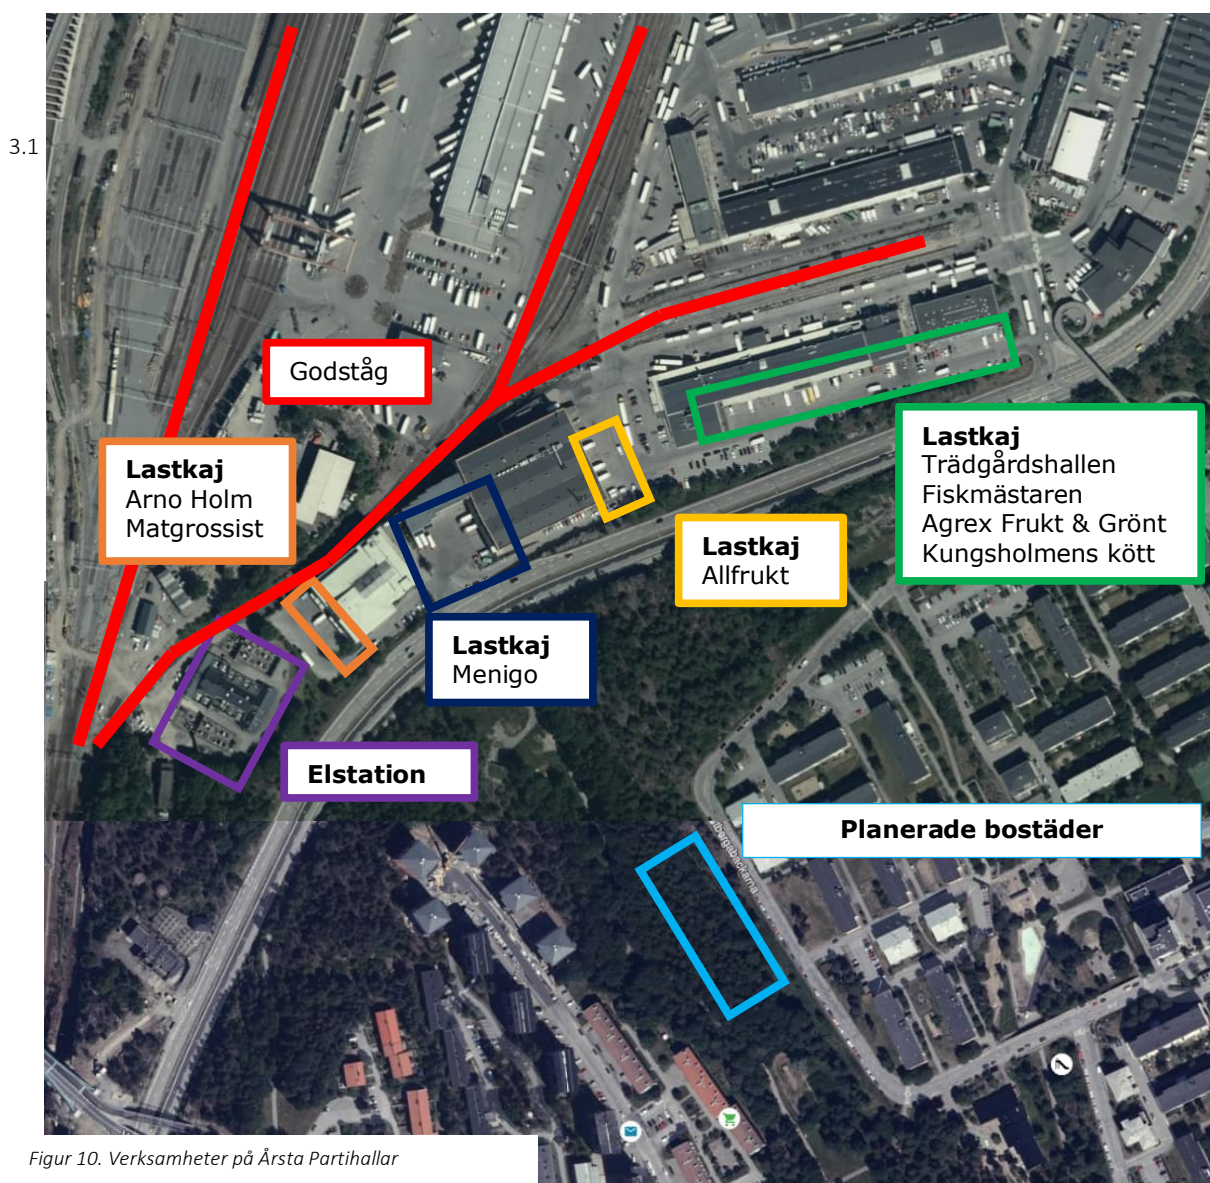 3.1
Godståg
Lastkaj
Arno Holm
Matgrossist
Lastkaj
Trädgårdshallen
Fiskmästaren
Agrex Frukt & Grönt
Kungsholmens kött
Lastkaj
Allfrukt
Lastkaj
Menigo
Elstation
Planerade bostäder
Figur 10. Verksamheter på Årsta Partihallar